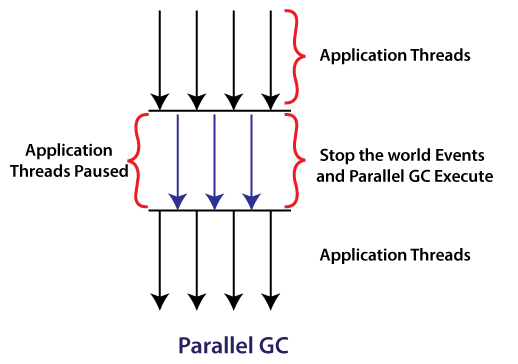 Application Threads
Application
Threads Paused
Stop the world Events
and Parallel GC Execute
Application Threads
Parallel GC